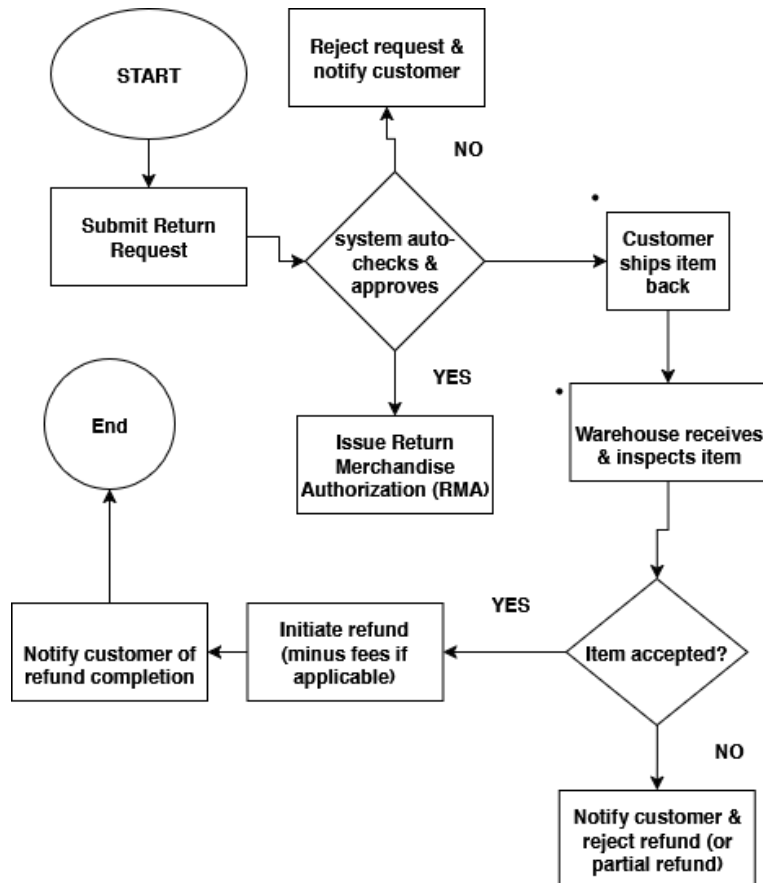 START
Reject request &
notify customer
NO
Submit Return
Request
system auto-
checks &
approves
Customer
ships item
back
YES
End
Issue Return
Merchandise
Authorization (RMA)
Warehouse receives
& inspects item
YES
Notify customer of
refund completion
Initiate refund
(minus fees if
applicable)
Item accepted?
NO
Notify customer &
reject refund (or
partial refund)